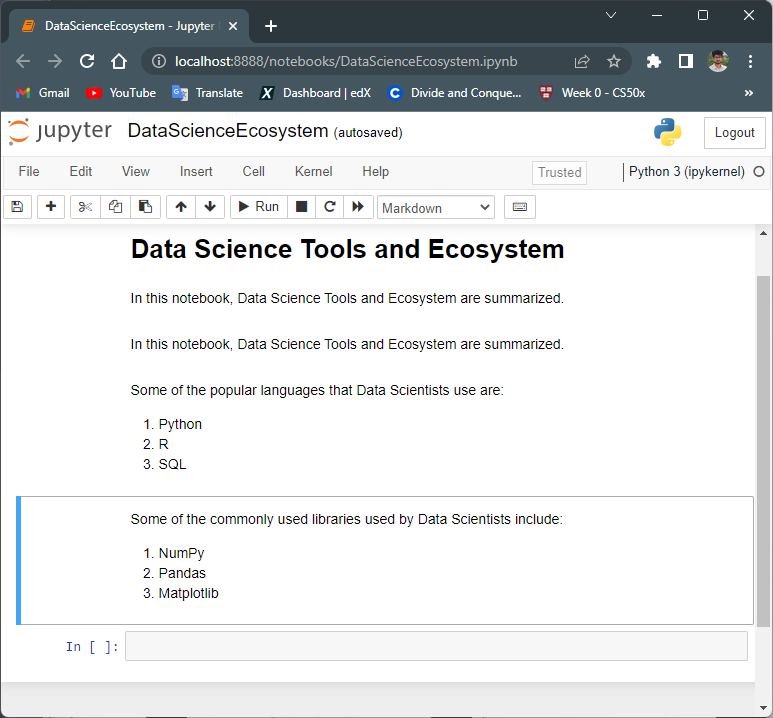 DataScienceEcosystem - Jupyter
localhost:8888/notebooks/DataScienceEcosystem.ipynb
Gmail YouTube Translate Dashboard | edX Divide and Conque... Week 0 - CS50x »
jupyter DataScienceEcosystem (autosaved) Logout
File Edit View Insert Cell Kernel Help Trusted Python 3 (ipykernel)
Run Markdown
Data Science Tools and Ecosystem
In this notebook, Data Science Tools and Ecosystem are summarized.
In this notebook, Data Science Tools and Ecosystem are summarized.
Some of the popular languages that Data Scientists use are:
1. Python
2. R
3. SQL
Some of the commonly used libraries used by Data Scientists include:
1. NumPy
2. Pandas
3. Matplotlib
In [ ]: